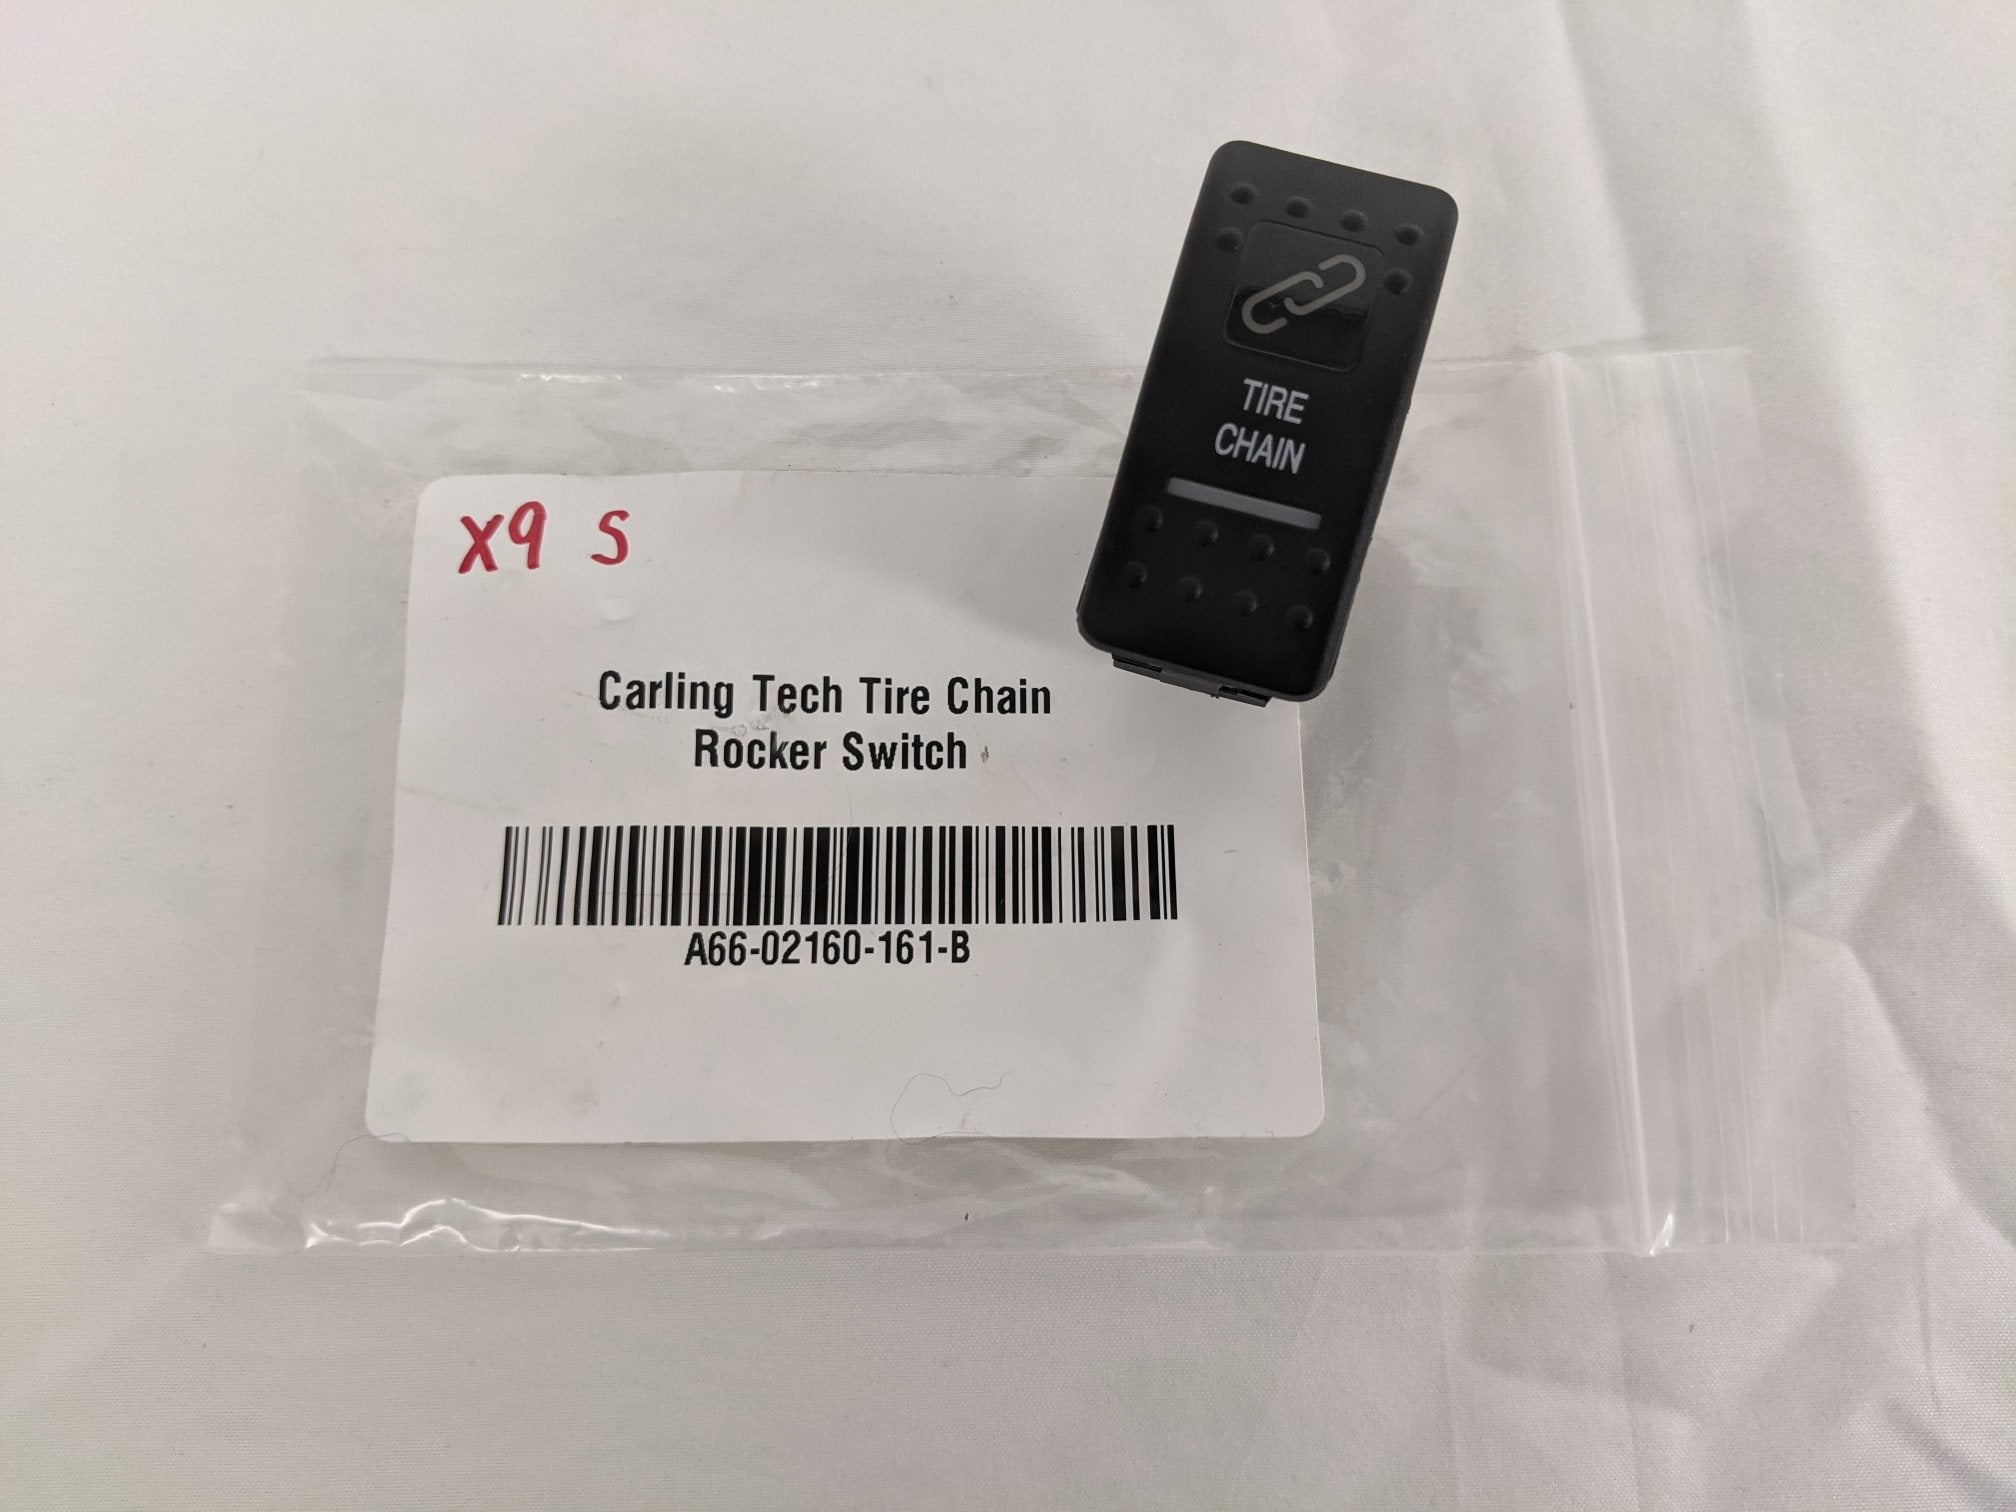 TIRE
CHAIN
X9 S
Carling Tech Tire Chain
Rocker Switch
A66-02160-161-B